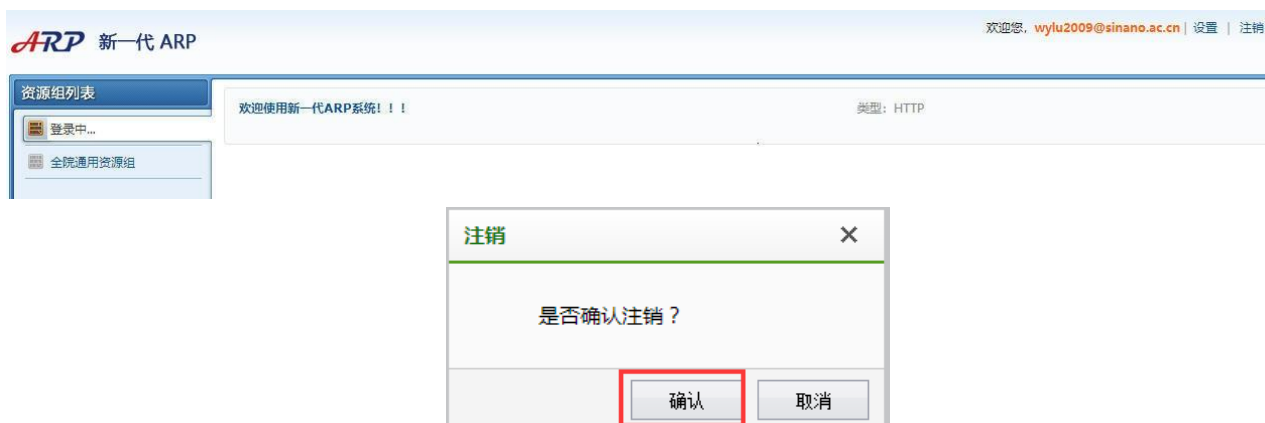 ARP 新一代 ARP
欢迎您, wylu2009@sinano.ac.cn | 设置 | 注销
资源组列表
登录中...
全院通用资源组
欢迎使用新一代ARP系统！！！
类型: HTTP
注销 ×
是否确认注销？
确认 取消